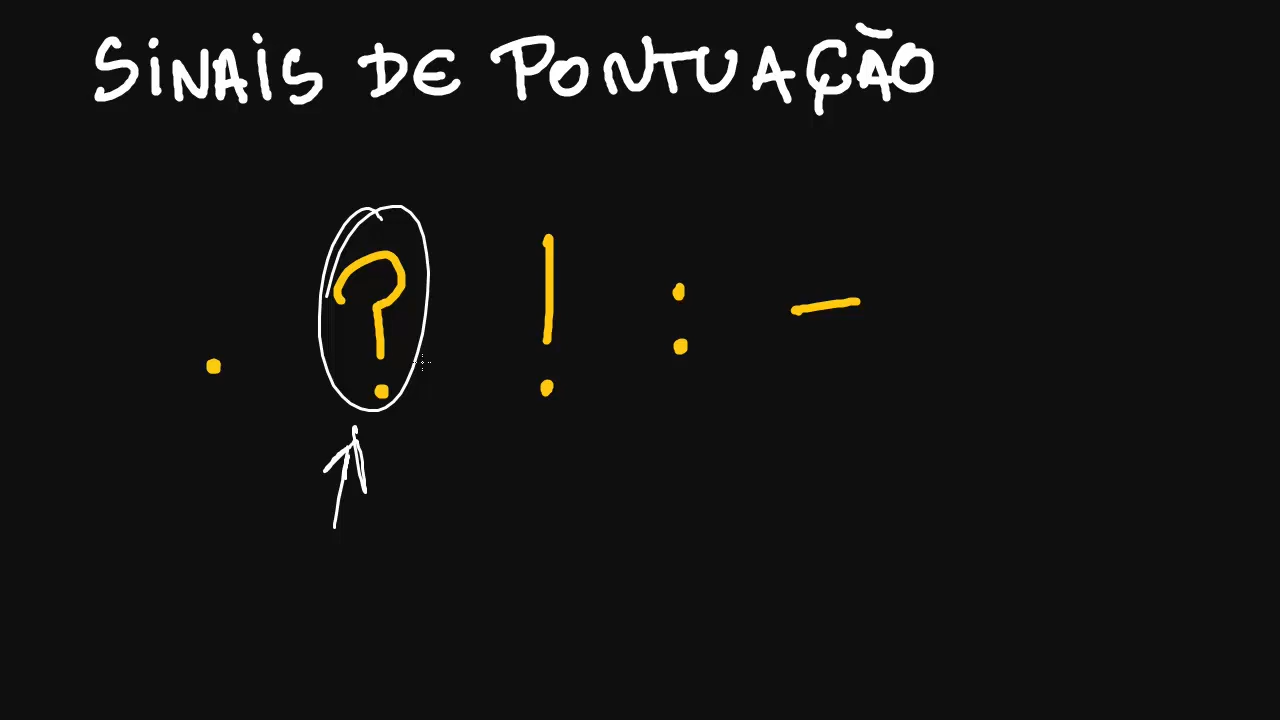 SINAIS DE PONTUAÇÃO
. ? ! : —